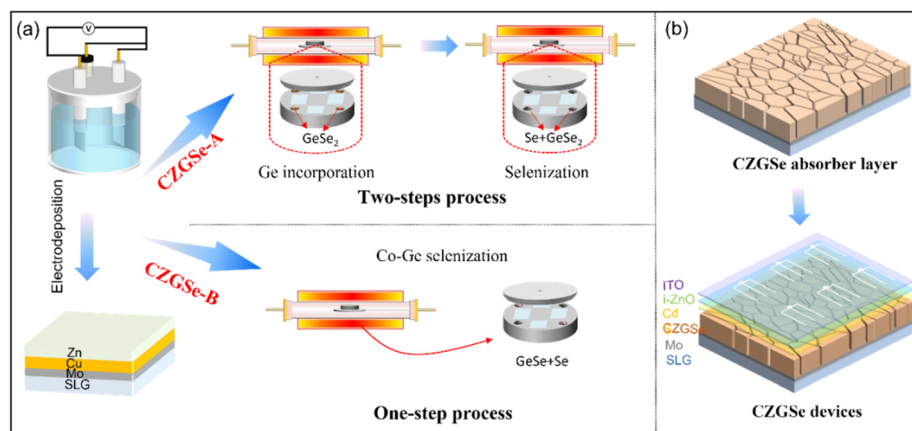 (a)
V
Electrodeposition
CZGSe-A
GeSe2
Ge incorporation
Se+GeSe2
Selenization
Two-steps process
CZGSe-B
Co-Ge selenization
GeSe+Se
One-step process
Zn
Cu
Mo
SLG
(b)
CZGSe absorber layer
ITO
i-ZnO
Cd
CZGS
Mo
SLG
CZGSe devices